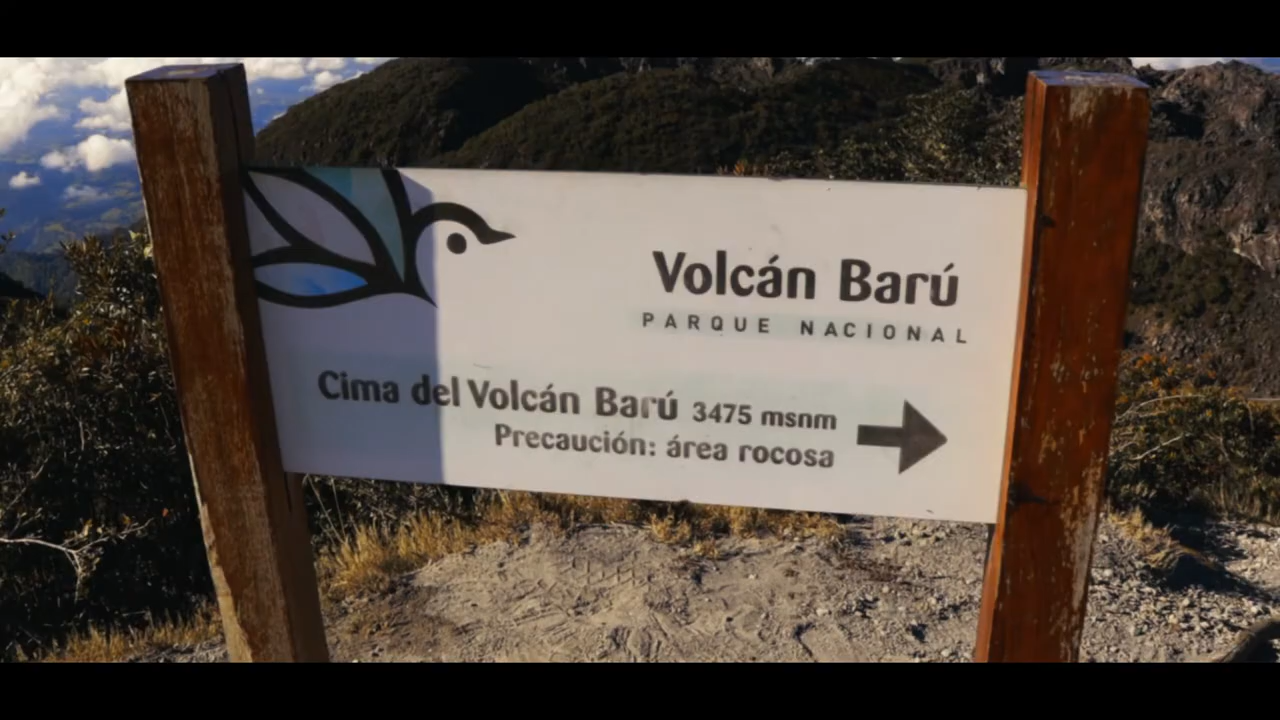 Volcán Barú
PARQUE NACIONAL
Cima del Volcán Barú 3475 msnm
Precaución: área rocosa